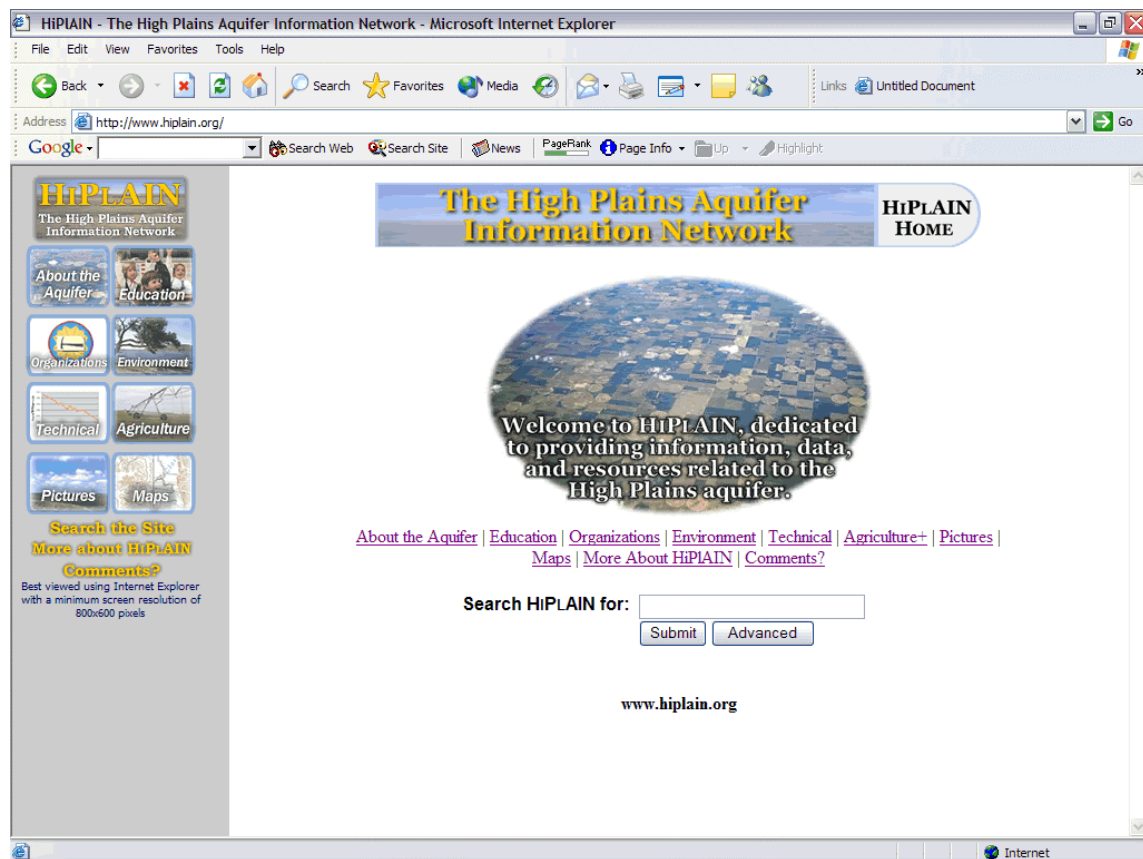 HiPlAIN - The High Plains Aquifer Information Network - Microsoft Internet Explorer
File Edit View Favorites Tools Help
Back Search Favorites Media Links Untitled Document
Address http://www.hiplain.org/ Go
Google Search Web Search Site News PageRank Page Info Up Highlight
HIPLAIN
The High Plains Aquifer
Information Network
About the
Aquifer
Education
Organizations
Environment
Technical
Agriculture
Pictures
Maps
Search the Site
More about HIPLAIN
Comments?
Best viewed using Internet Explorer
with a minimum screen resolution of
800x600 pixels
The High Plains Aquifer
Information Network
HIPLAIN
HOME
Welcome to HIPLAIN, dedicated
to providing information, data,
and resources related to the
High Plains aquifer.
About the Aquifer | Education | Organizations | Environment | Technical | Agriculture+ | Pictures |
Maps | More About HiPlAIN | Comments?
Search HIPLAIN for:
Submit Advanced
www.hiplain.org
Internet